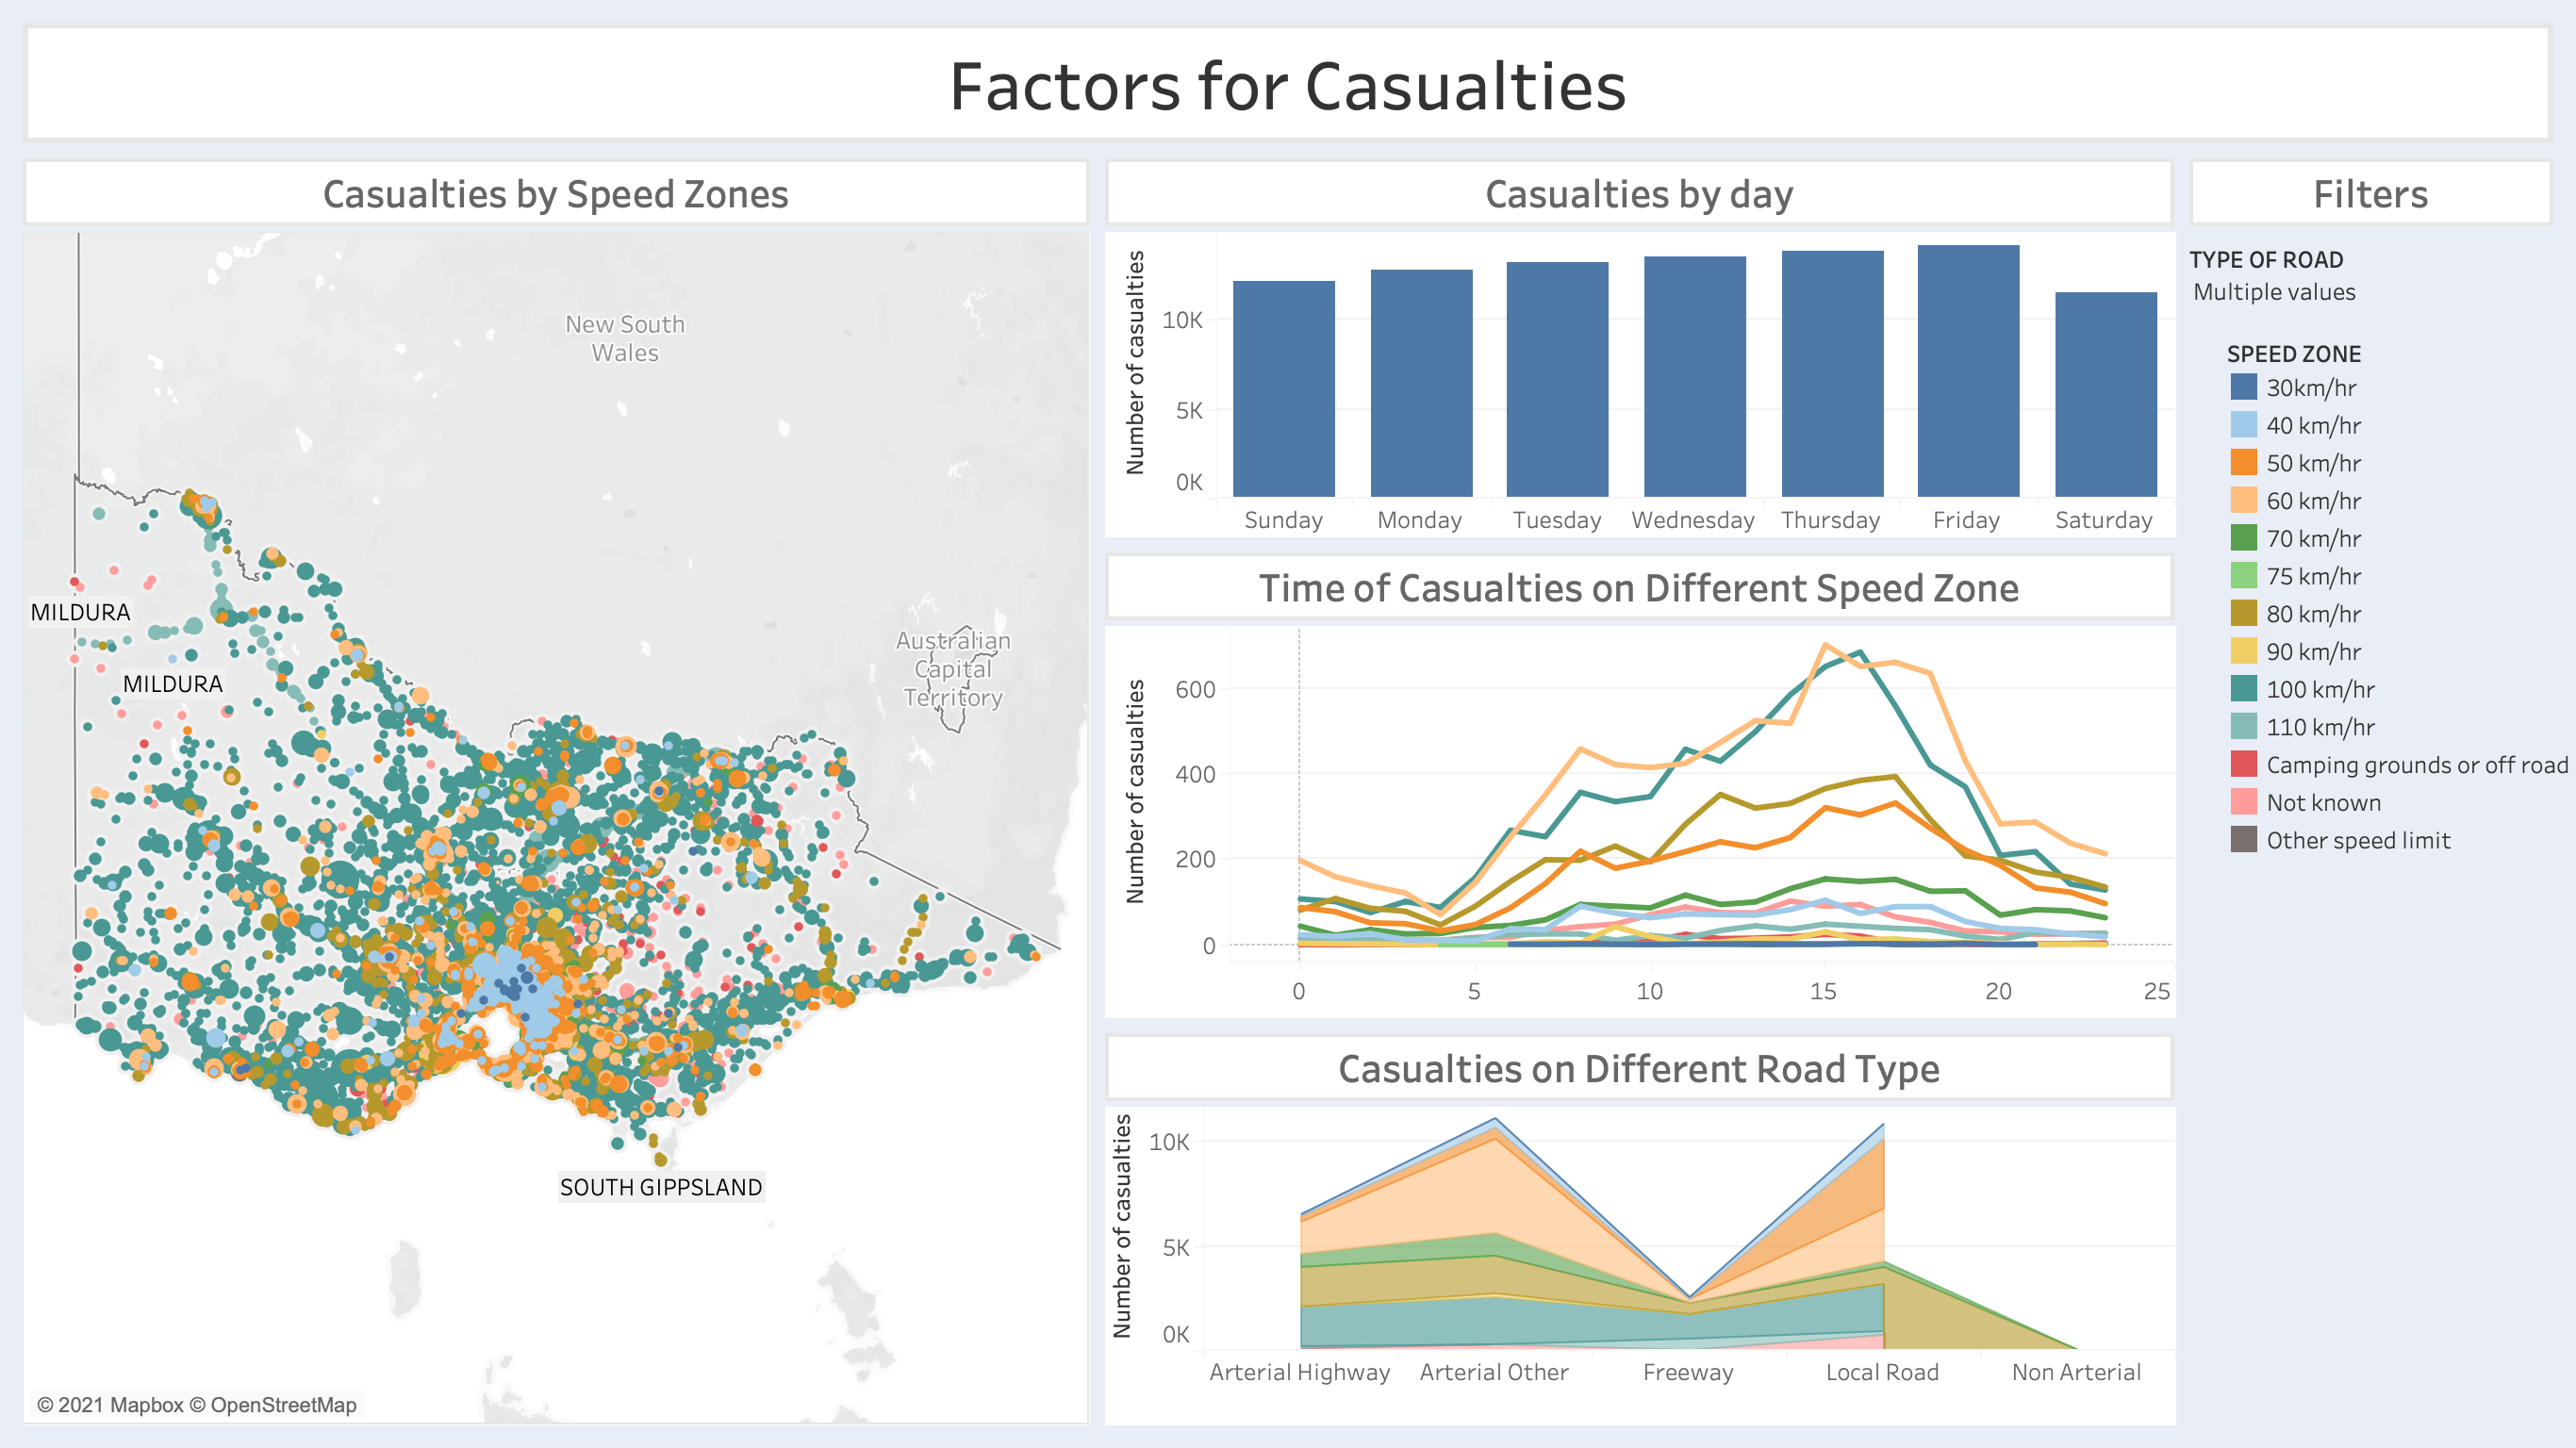 Factors for Casualties
Casualties by Speed Zones
New South
Wales
Australian
Capital
Territory
MILDURA
MILDURA
SOUTH GIPPSLAND
© 2021 Mapbox © OpenStreetMap
Casualties by day
Number of casualties
10K
5K
0K
Sunday Monday Tuesday Wednesday Thursday Friday Saturday
Time of Casualties on Different Speed Zone
Number of casualties
600
400
200
0
0 5 10 15 20 25
Casualties on Different Road Type
Number of casualties
10K
5K
0K
Arterial Highway Arterial Other Freeway Local Road Non Arterial
Filters
TYPE OF ROAD
Multiple values
SPEED ZONE
30km/hr
40 km/hr
50 km/hr
60 km/hr
70 km/hr
75 km/hr
80 km/hr
90 km/hr
100 km/hr
110 km/hr
Camping grounds or off road
Not known
Other speed limit